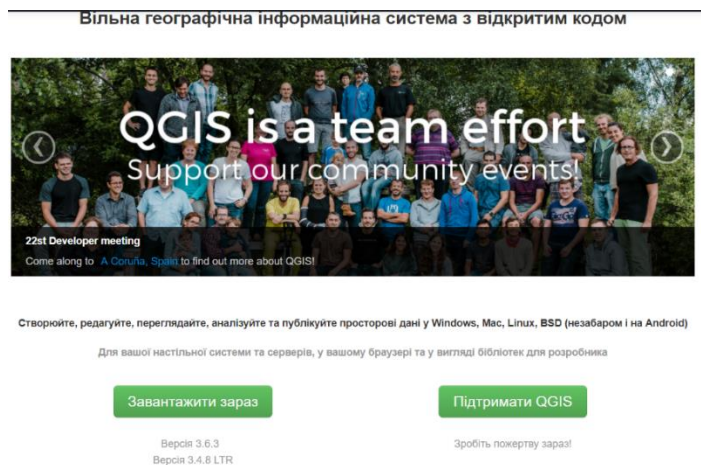 Вільна географічна інформаційна система з відкритим кодом
QGIS is a team effort
Support our community events!
22st Developer meeting
Come along to A Coruña, Spain to find out more about QGIS!
Створюйте, редагуйте, переглядайте, аналізуйте та публікуйте просторові дані у Windows, Mac, Linux, BSD (незабаром і на Android)
Для вашої настільної системи та серверів, у вашому браузері та у вигляді бібліотек для розробника
Завантажити зараз
Підтримати QGIS
Версія 3.6.3
Зробіть пожертву зараз!
Версія 3.4.8 LTR